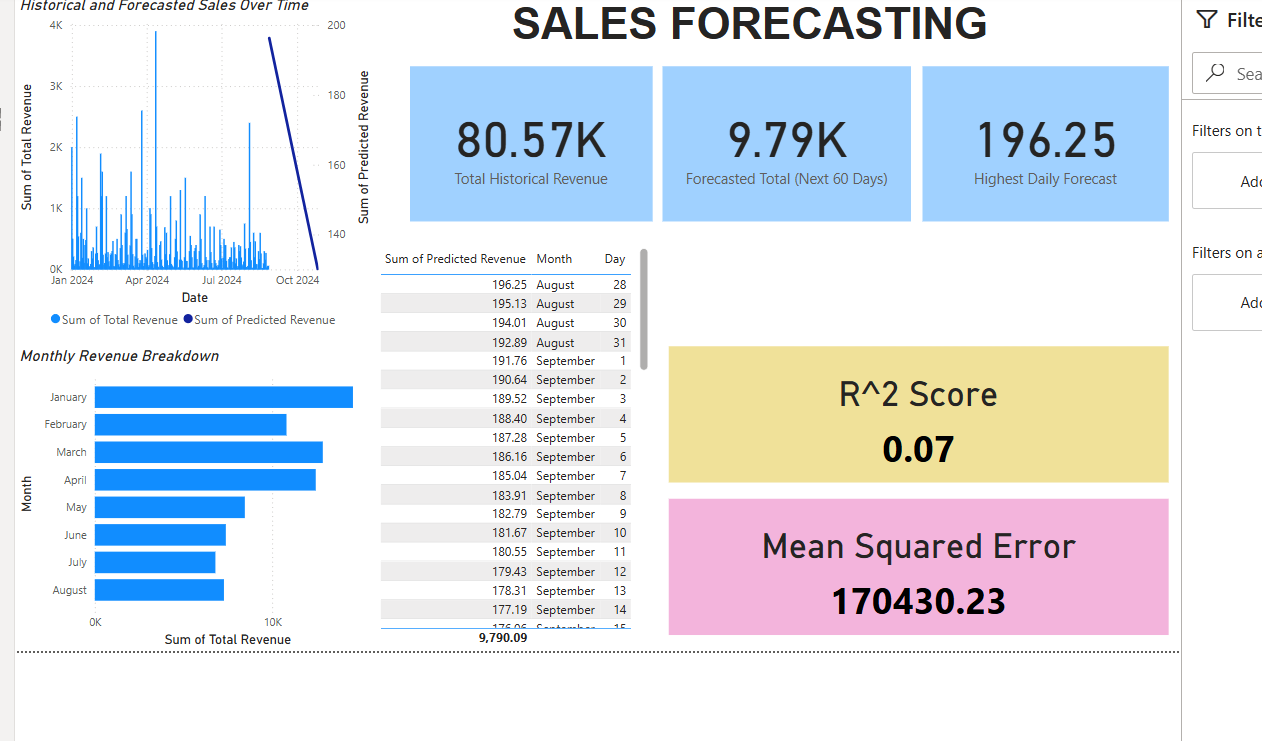 Historical and Forecasted Sales Over Time
4K
3K
2K
1K
0K
200
180
160
140
Sum of Total Revenue
Sum of Predicted Revenue
Jan 2024
Apr 2024
Jul 2024
Oct 2024
Date
Sum of Total Revenue
Sum of Predicted Revenue
SALES FORECASTING
80.57K
Total Historical Revenue
9.79K
Forecasted Total (Next 60 Days)
196.25
Highest Daily Forecast
Monthly Revenue Breakdown
Month
January
February
March
April
May
June
July
August
0K
10K
Sum of Total Revenue
Sum of Predicted Revenue Month Day
196.25 August 28
195.13 August 29
194.01 August 30
192.89 August 31
191.76 September 1
190.64 September 2
189.52 September 3
188.40 September 4
187.28 September 5
186.16 September 6
185.04 September 7
183.91 September 8
182.79 September 9
181.67 September 10
180.55 September 11
179.43 September 12
178.31 September 13
177.19 September 14
176.06 September 15
9,790.09
R^2 Score
0.07
Mean Squared Error
170430.23
Filte
Sea
Filters on t
Adc
Filters on a
Adc